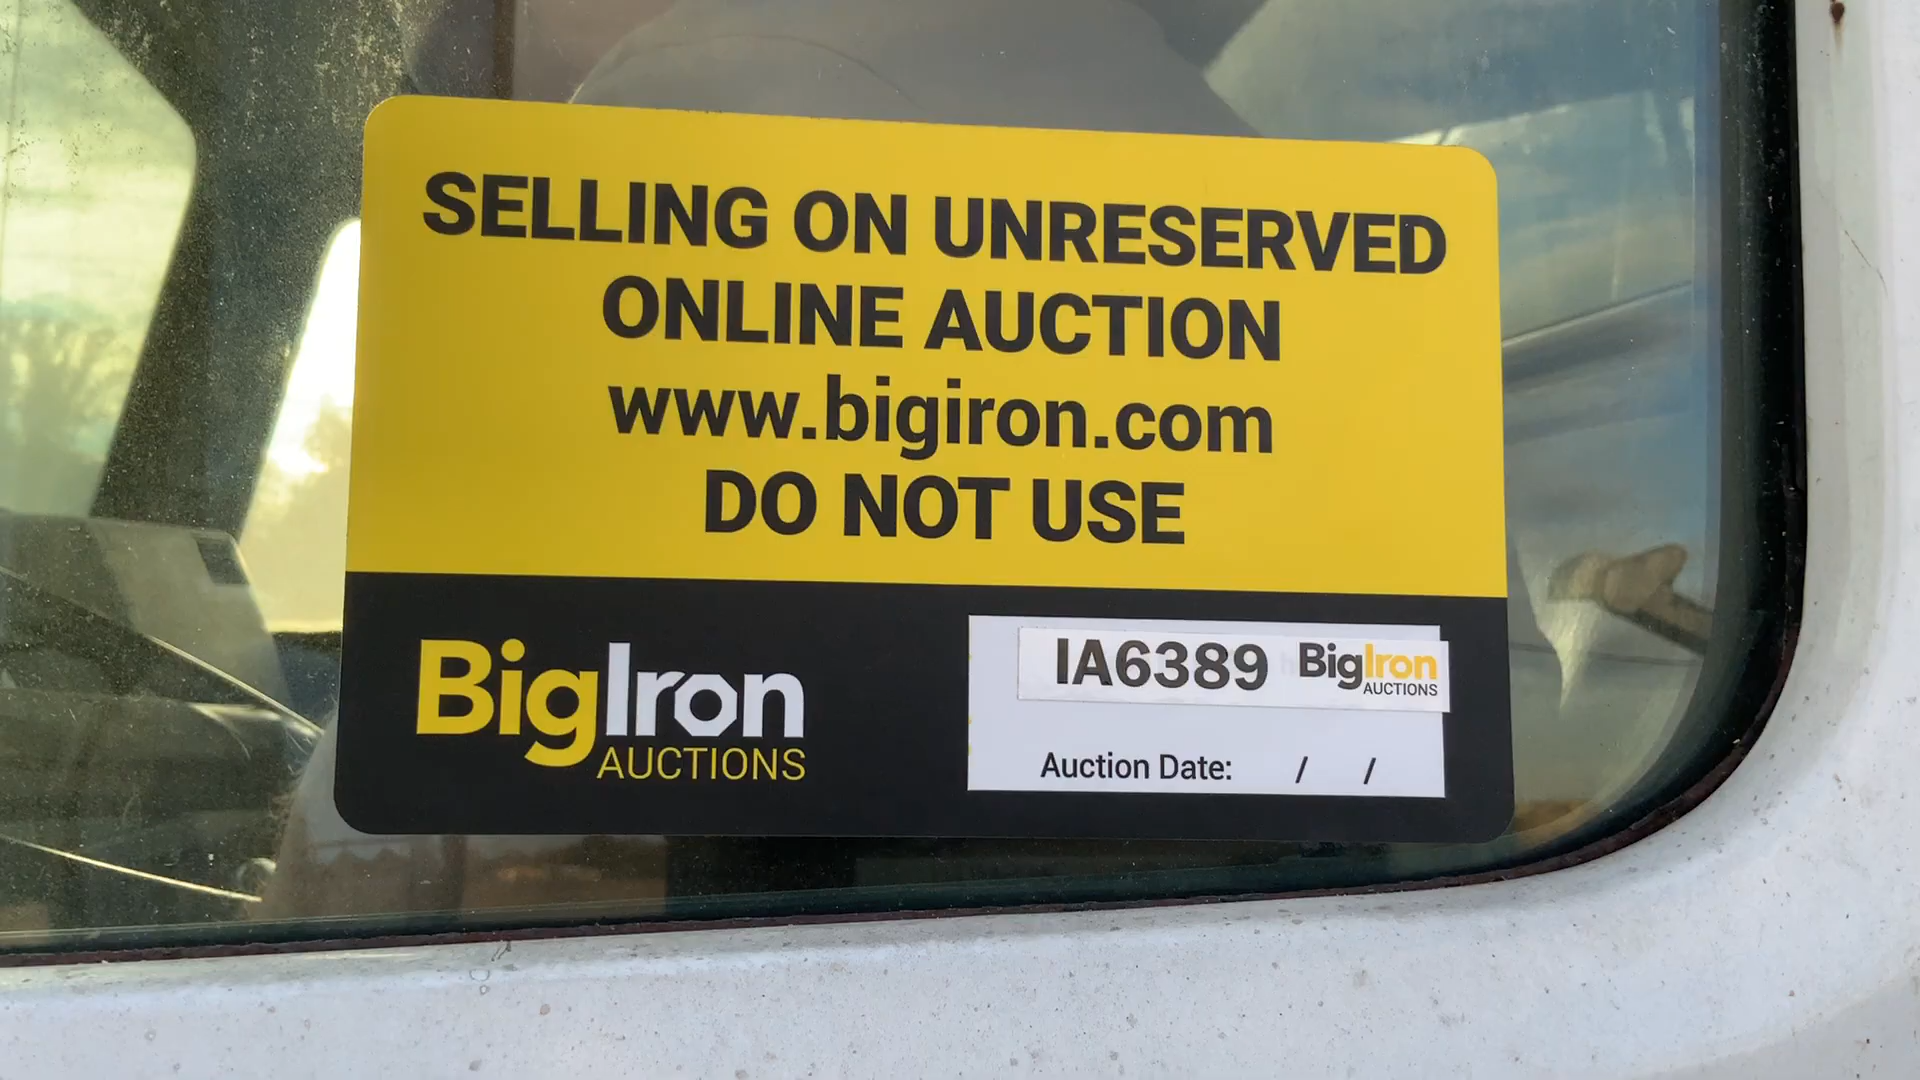 SELLING ON UNRESERVED
ONLINE AUCTION
www.bigiron.com
DO NOT USE
BigIron
AUCTIONS
IA6389 BigIron
AUCTIONS
Auction Date: / /